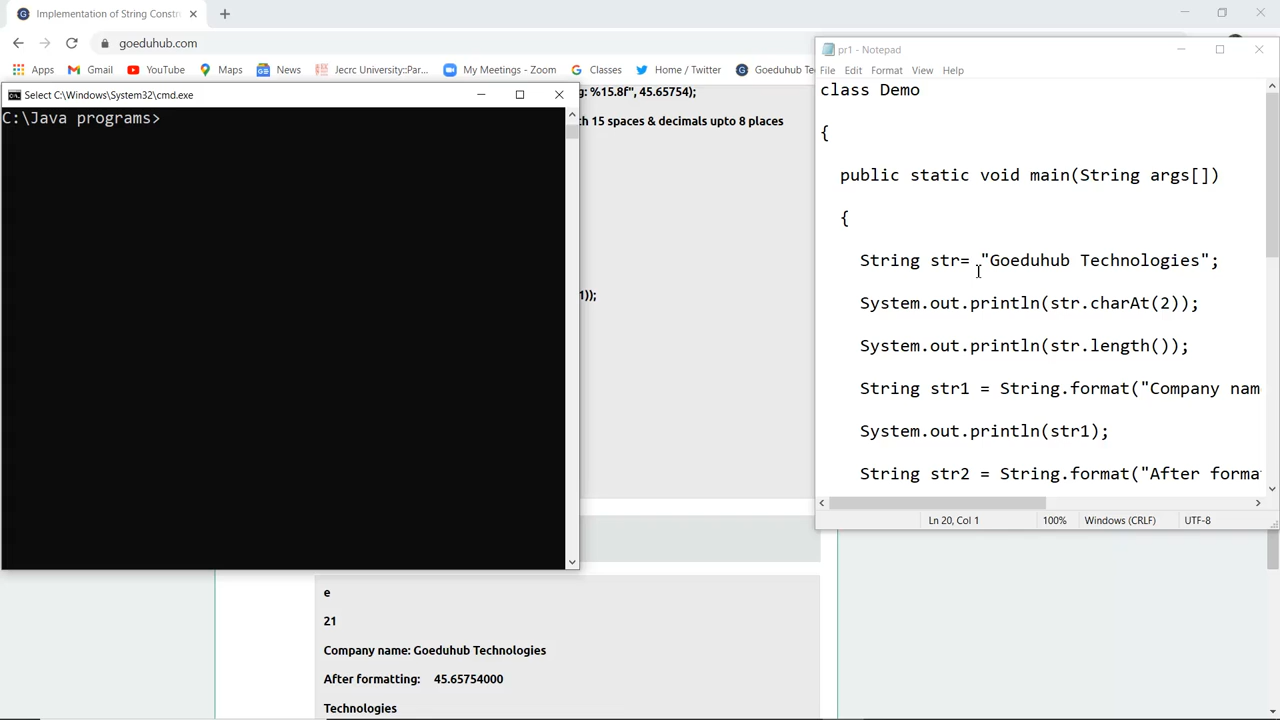 Implementation of String Constr
goeduhub.com
Apps
Gmail
YouTube
Maps
News
Jecrc University::Par...
My Meetings - Zoom
Classes
Home / Twitter
Goeduhub Te
Select C:\Windows\System32\cmd.exe
C:\Java programs>
g: %15.8f", 45.65754);
h 15 spaces & decimals upto 8 places
1));
pr1 - Notepad
File Edit Format View Help
class Demo
{
public static void main(String args[])
{
String str= "Goeduhub Technologies";
System.out.println(str.charAt(2));
System.out.println(str.length());
String str1 = String.format("Company nam
System.out.println(str1);
String str2 = String.format("After forma
Ln 20, Col 1
100%
Windows (CRLF)
UTF-8
e
21
Company name: Goeduhub Technologies
After formatting: 45.65754000
Technologies